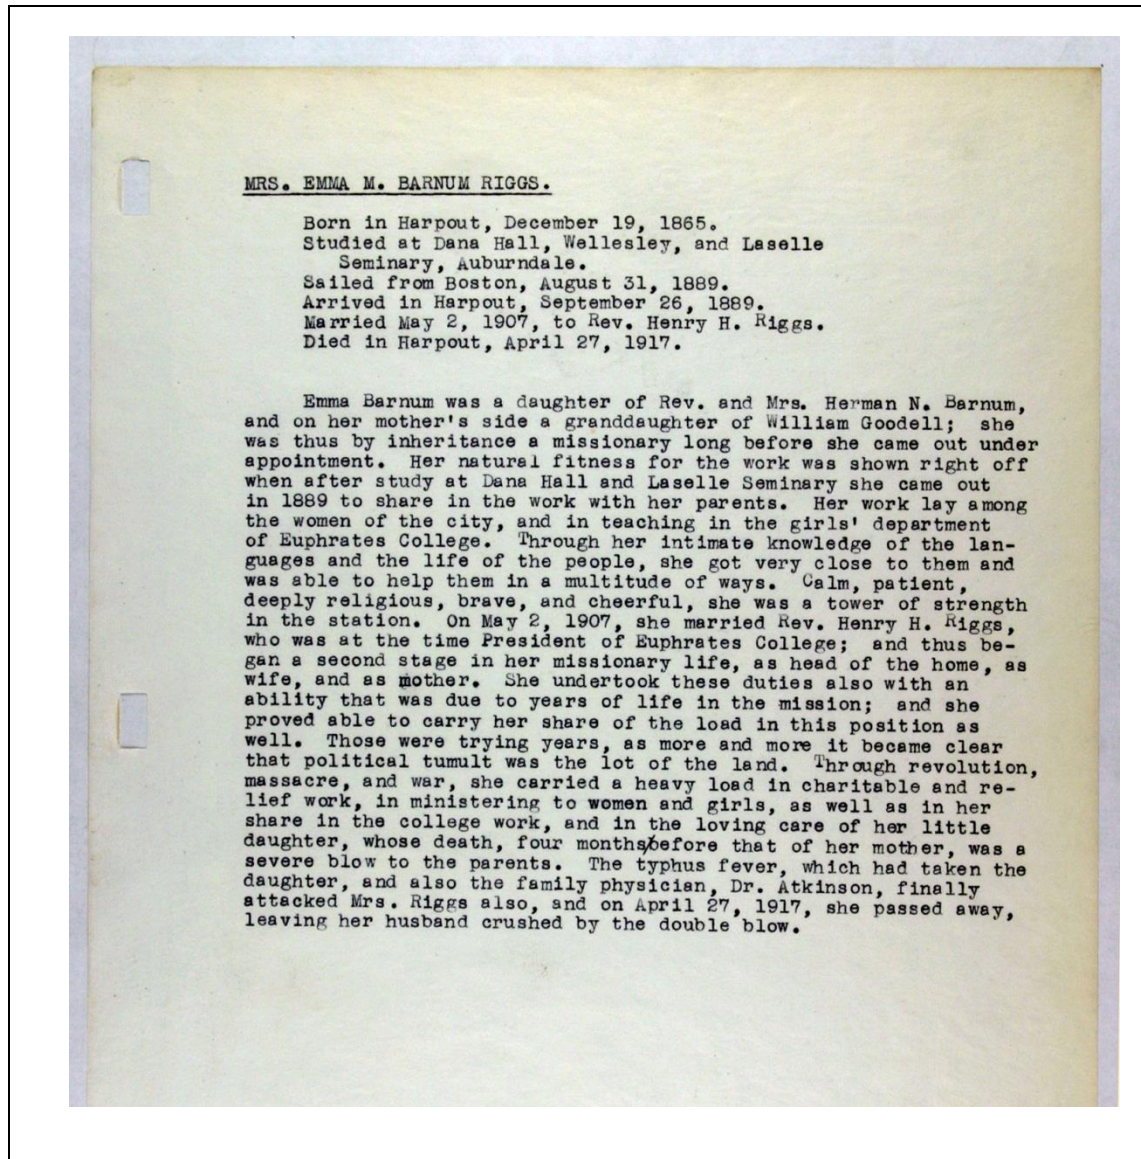 MRS. EMMA M. BARNUM RIGGS.
Born in Harpout, December 19, 1865.
Studied at Dana Hall, Wellesley, and Laselle
Seminary, Auburndale.
Sailed from Boston, August 31, 1889.
Arrived in Harpout, September 26, 1889.
Married May 2, 1907, to Rev. Henry H. Riggs.
Died in Harpout, April 27, 1917.
Emma Barnum was a daughter of Rev. and Mrs. Herman N. Barnum,
and on her mother's side a granddaughter of William Goodell; she
was thus by inheritance a missionary long before she came out under
appointment. Her natural fitness for the work was shown right off
when after study at Dana Hall and Laselle Seminary she came out
in 1889 to share in the work with her parents. Her work lay among
the women of the city, and in teaching in the girls' department
of Euphrates College. Through her intimate knowledge of the lan-
guages and the life of the people, she got very close to them and
was able to help them in a multitude of ways. Calm, patient,
deeply religious, brave, and cheerful, she was a tower of strength
in the station. On May 2, 1907, she married Rev. Henry H. Riggs,
who was at the time President of Euphrates College; and thus be-
gan a second stage in her missionary life, as head of the home, as
wife, and as mother. She undertook these duties also with an
ability that was due to years of life in the mission; and she
proved able to carry her share of the load in this position as
well. Those were trying years, as more and more it became clear
that political tumult was the lot of the land. Through revolution,
massacre, and war, she carried a heavy load in charitable and re-
lief work, in ministering to women and girls, as well as in her
share in the college work, and in the loving care of her little
daughter, whose death, four months/before that of her mother, was a
severe blow to the parents. The typhus fever, which had taken the
daughter, and also the family physician, Dr. Atkinson, finally
attacked Mrs. Riggs also, and on April 27, 1917, she passed away,
leaving her husband crushed by the double blow.